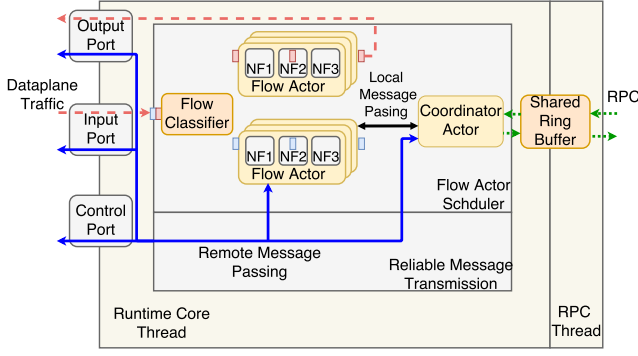 Output
Port
Dataplane
Traffic
Input
Port
Control
Port
NF1
NF2
NF3
Flow Actor
Flow
Classifier
NF1
NF2
NF3
Flow Actor
Local
Message
Pasing
Coordinator
Actor
Shared
Ring
Buffer
RPC
Flow Actor
Schduler
Remote Message
Passing
Reliable Message
Transmission
Runtime Core
Thread
RPC
Thread